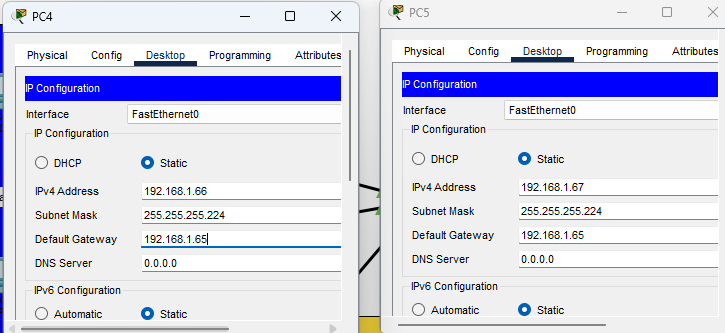 PC4
Physical Config Desktop Programming Attributes
IP Configuration
Interface FastEthernet0
IP Configuration
DHCP Static
IPv4 Address 192.168.1.66
Subnet Mask 255.255.255.224
Default Gateway 192.168.1.65
DNS Server 0.0.0.0
IPv6 Configuration
Automatic Static
PC5
Physical Config Desktop Programming Attributes
IP Configuration
Interface FastEthernet0
IP Configuration
DHCP Static
IPv4 Address 192.168.1.67
Subnet Mask 255.255.255.224
Default Gateway 192.168.1.65
DNS Server 0.0.0.0
IPv6 Configuration
Automatic Static